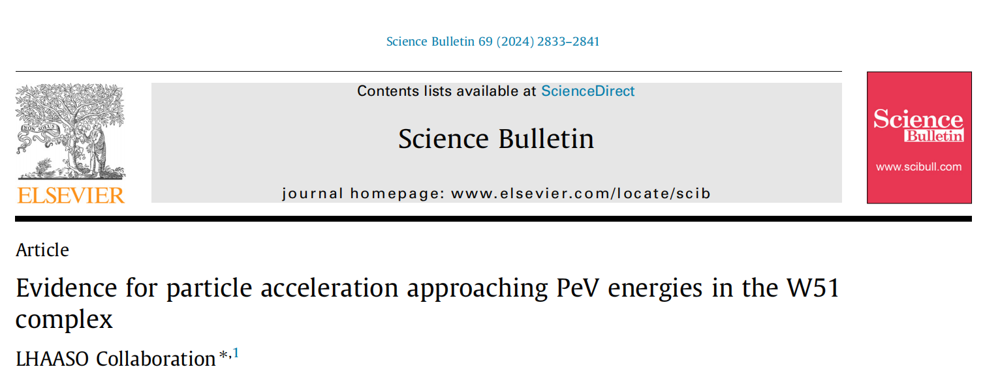 Science Bulletin 69 (2024) 2833–2841
Contents lists available at ScienceDirect
Science Bulletin
journal homepage: www.elsevier.com/locate/scib
NON SOLUS
ELSEVIER
Science
Bulletin
www.scibull.com
Article
Evidence for particle acceleration approaching PeV energies in the W51
complex
LHAASO Collaboration *,1